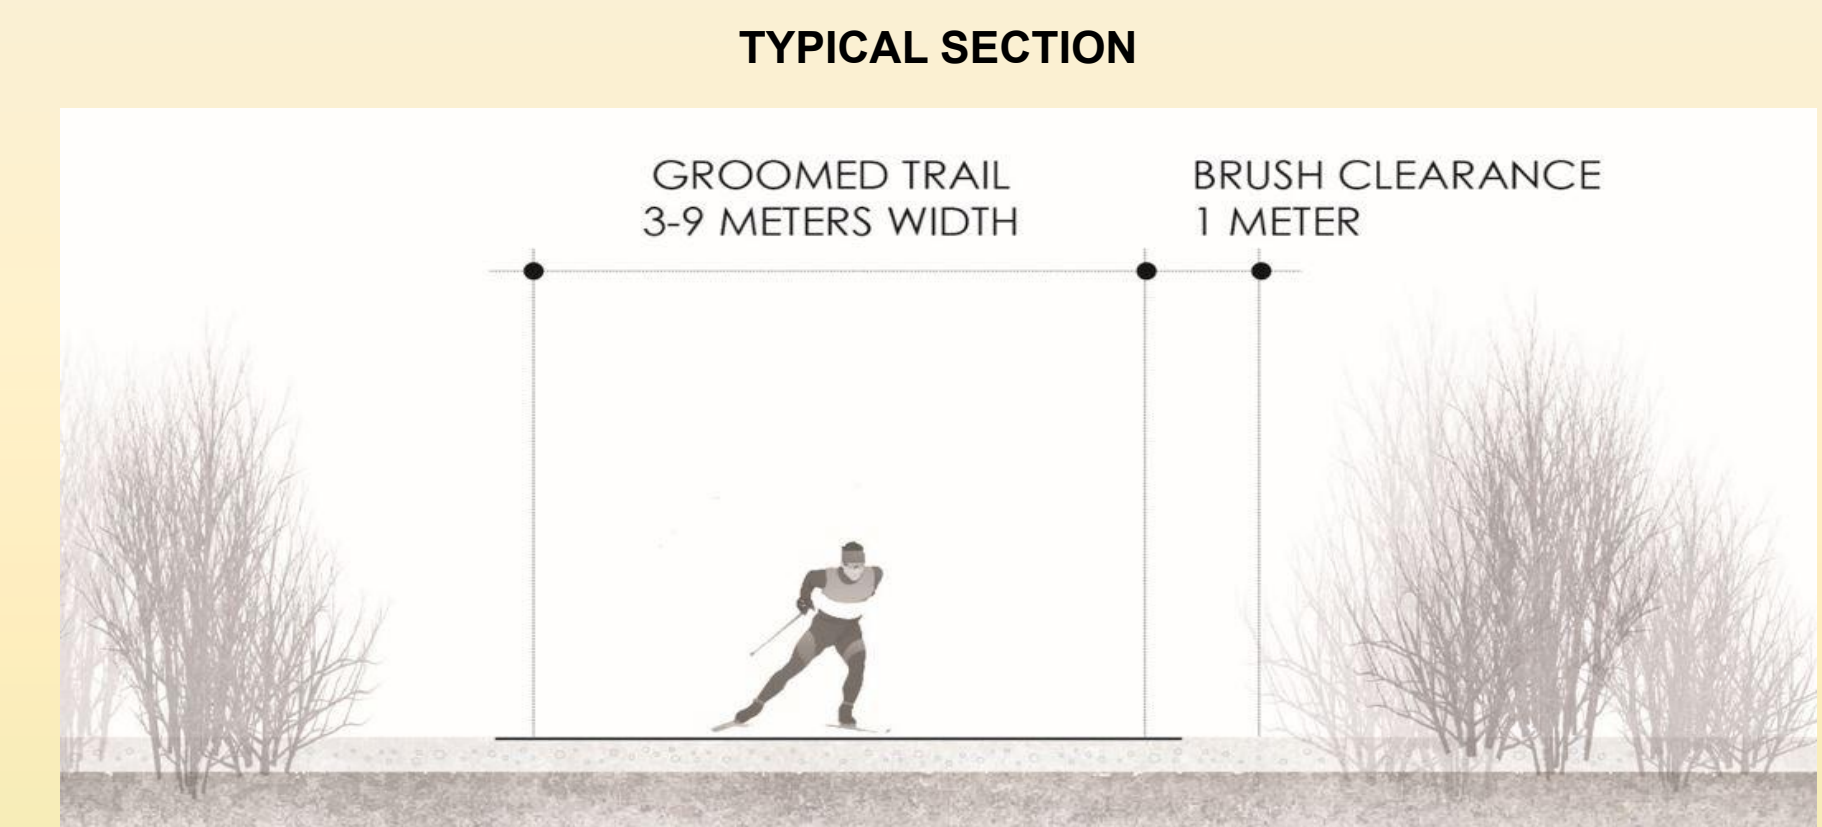 TYPICAL SECTION
GROOMED TRAIL
3-9 METERS WIDTH
BRUSH CLEARANCE
1 METER